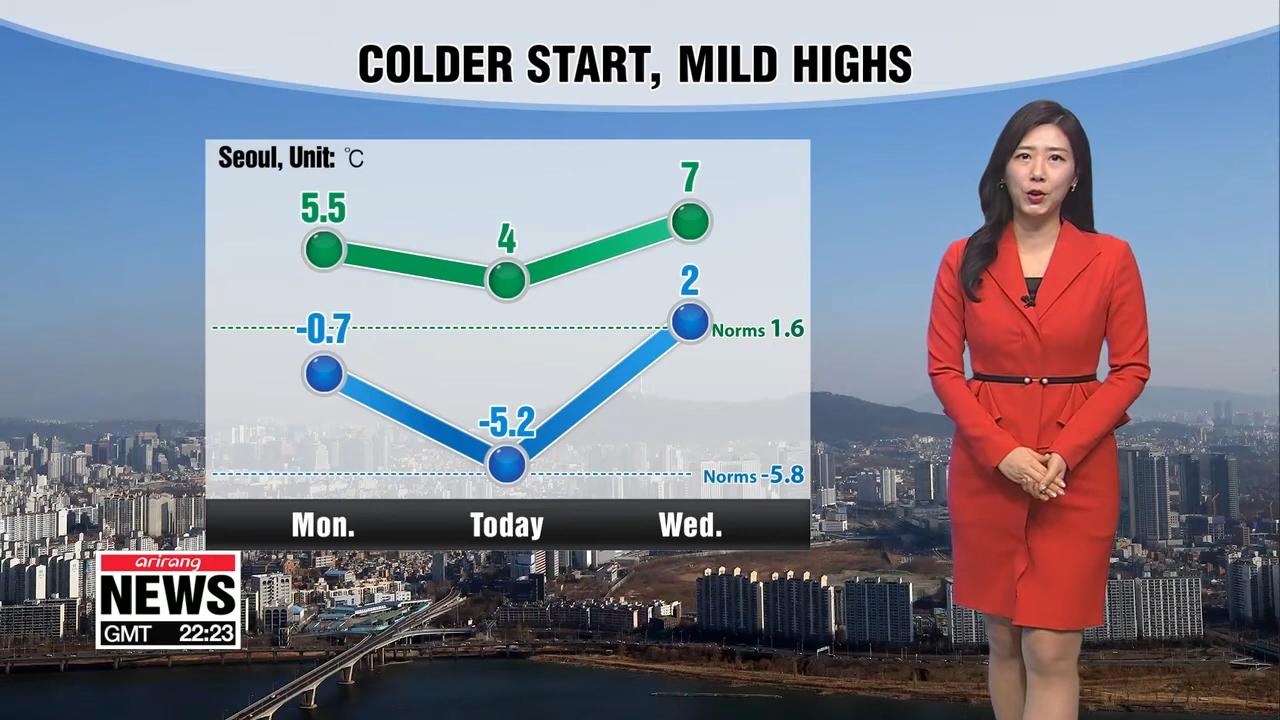 COLDER START, MILD HIGHS
Seoul, Unit: ℃
5.5
4
7
-0.7
-5.2
2
Norms 1.6
Norms -5.8
Mon. Today Wed.
arirang
NEWS
GMT 22:23